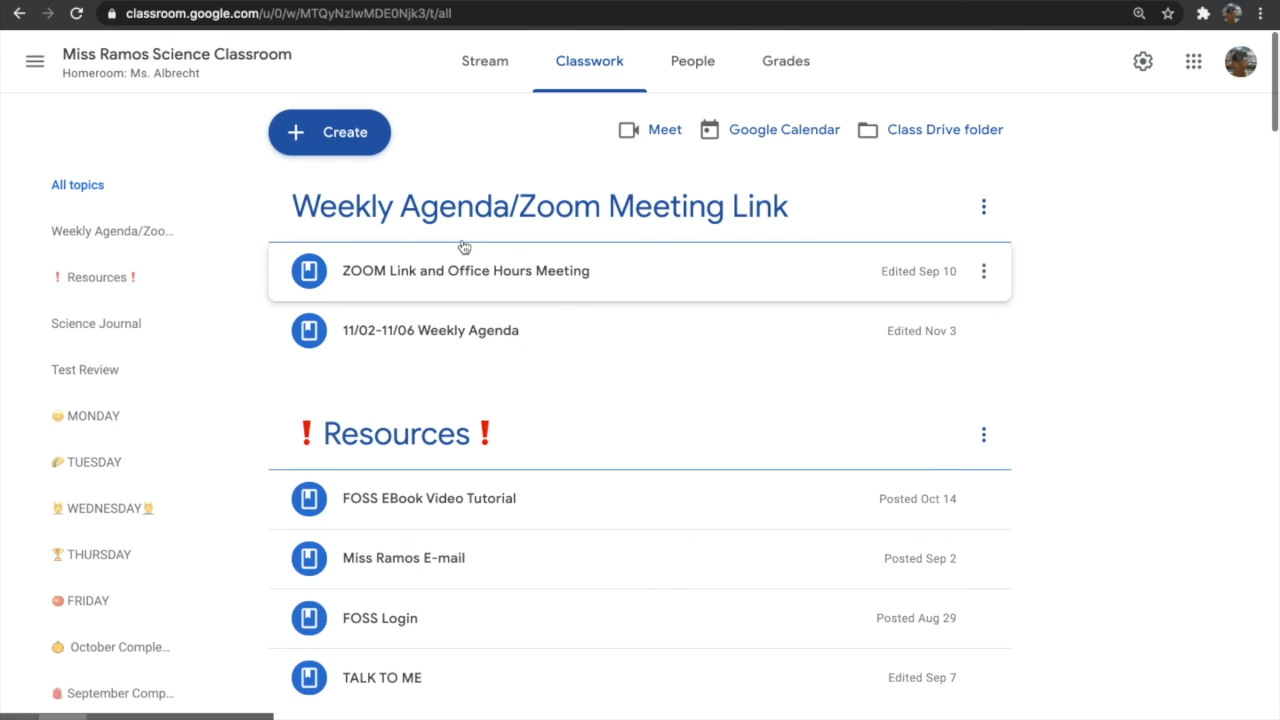 classroom.google.com/u/0/w/MTQyNzIwMDE0Njk3/t/all
Miss Ramos Science Classroom
Homeroom: Ms. Albrecht
Stream
Classwork
People
Grades
Create
Meet
Google Calendar
Class Drive folder
All topics
Weekly Agenda/Zoo...
❗ Resources ❗
Science Journal
Test Review
MONDAY
TUESDAY
WEDNESDAY
THURSDAY
FRIDAY
October Comple...
September Comp...
Weekly Agenda/Zoom Meeting Link
ZOOM Link and Office Hours Meeting
Edited Sep 10
11/02-11/06 Weekly Agenda
Edited Nov 3
❗ Resources ❗
FOSS EBook Video Tutorial
Posted Oct 14
Miss Ramos E-mail
Posted Sep 2
FOSS Login
Posted Aug 29
TALK TO ME
Edited Sep 7